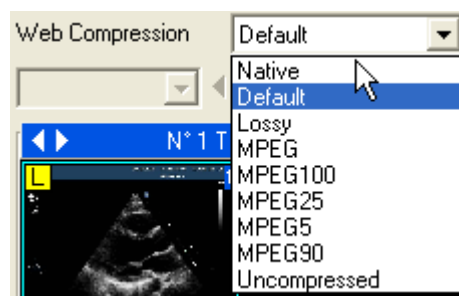 Web Compression Default
Native
Default
Lossy
N° 1 T
MPEG
L
MPEG100
MPEG25
MPEG5
MPEG90
Uncompressed